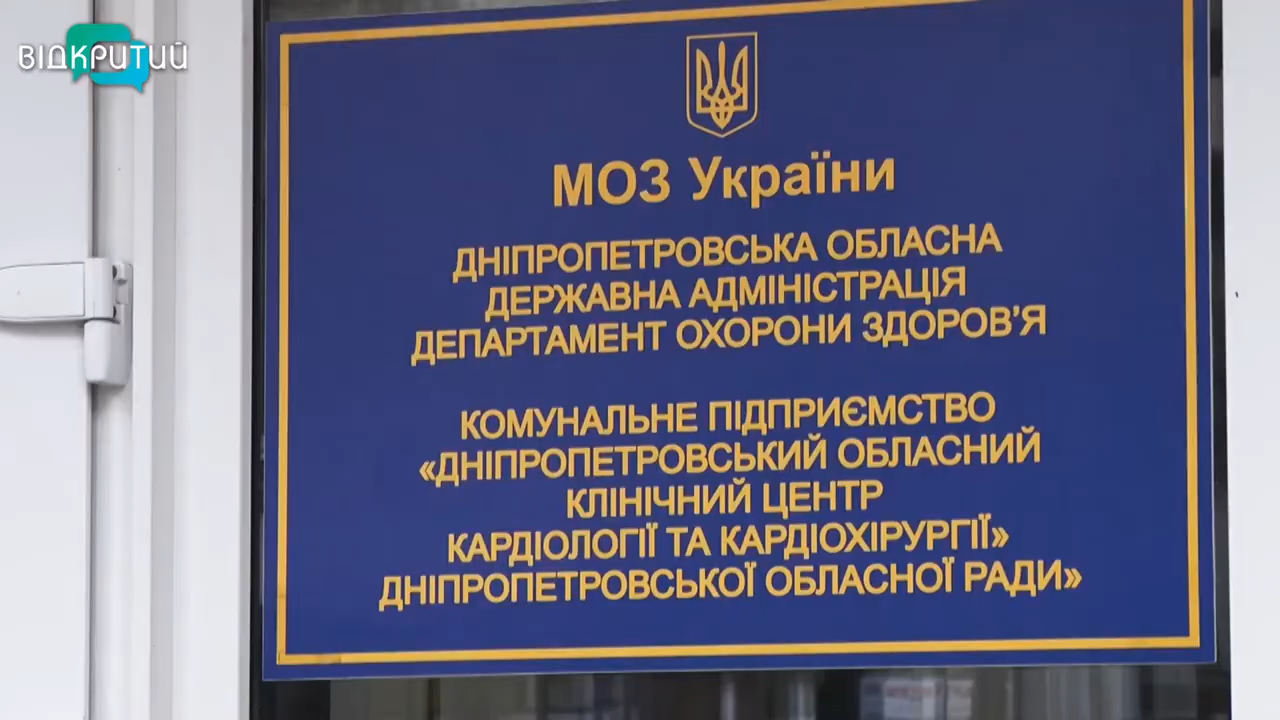 ВІДКРИТИЙ
МОЗ України
ДНІПРОПЕТРОВСЬКА ОБЛАСНА
ДЕРЖАВНА АДМІНІСТРАЦІЯ
ДЕПАРТАМЕНТ ОХОРОНИ ЗДОРОВ’Я
КОМУНАЛЬНЕ ПІДПРИЄМСТВО
«ДНІПРОПЕТРОВСЬКИЙ ОБЛАСНИЙ
КЛІНІЧНИЙ ЦЕНТР
КАРДІОЛОГІЇ ТА КАРДІОХІРУРГІЇ»
ДНІПРОПЕТРОВСЬКОЇ ОБЛАСНОЇ РАДИ»